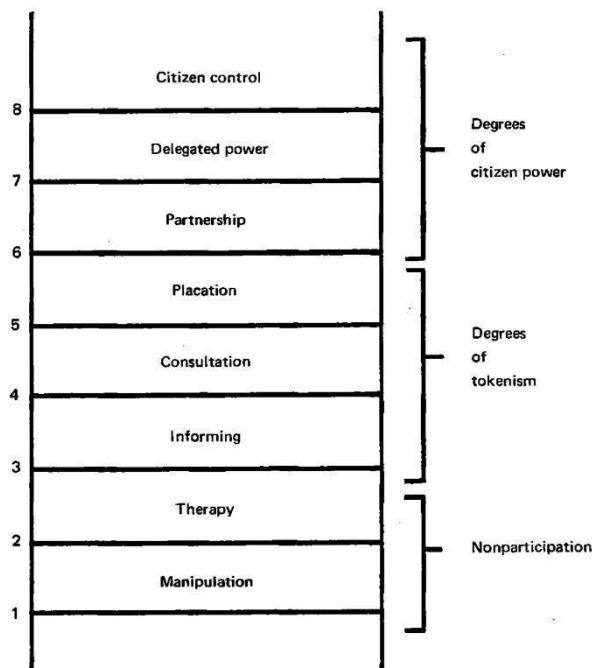 Citizen control
8
Delegated power
7
Partnership
6
Placation
5
Consultation
4
Informing
3
Therapy
2
Manipulation
1
Degrees
of
citizen power
Degrees
of
tokenism
Nonparticipation